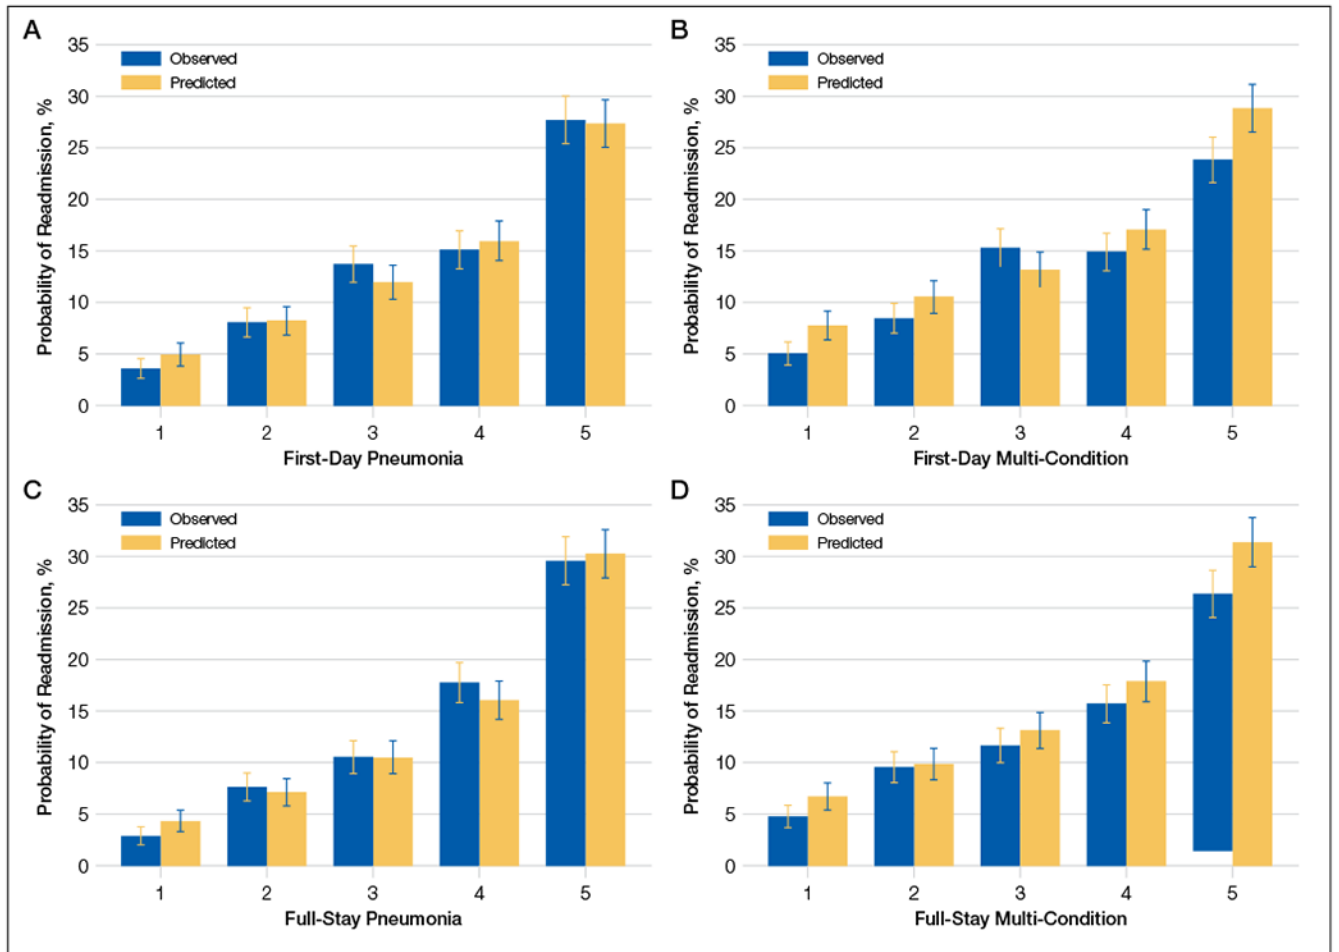 A
Probability of Readmission, %
35
30
25
20
15
10
5
0
Observed
Predicted
1 2 3 4 5
First-Day Pneumonia
B
Probability of Readmission, %
35
30
25
20
15
10
5
0
Observed
Predicted
1 2 3 4 5
First-Day Multi-Condition
C
Probability of Readmission, %
35
30
25
20
15
10
5
0
Observed
Predicted
1 2 3 4 5
Full-Stay Pneumonia
D
Probability of Readmission, %
35
30
25
20
15
10
5
0
Observed
Predicted
1 2 3 4 5
Full-Stay Multi-Condition